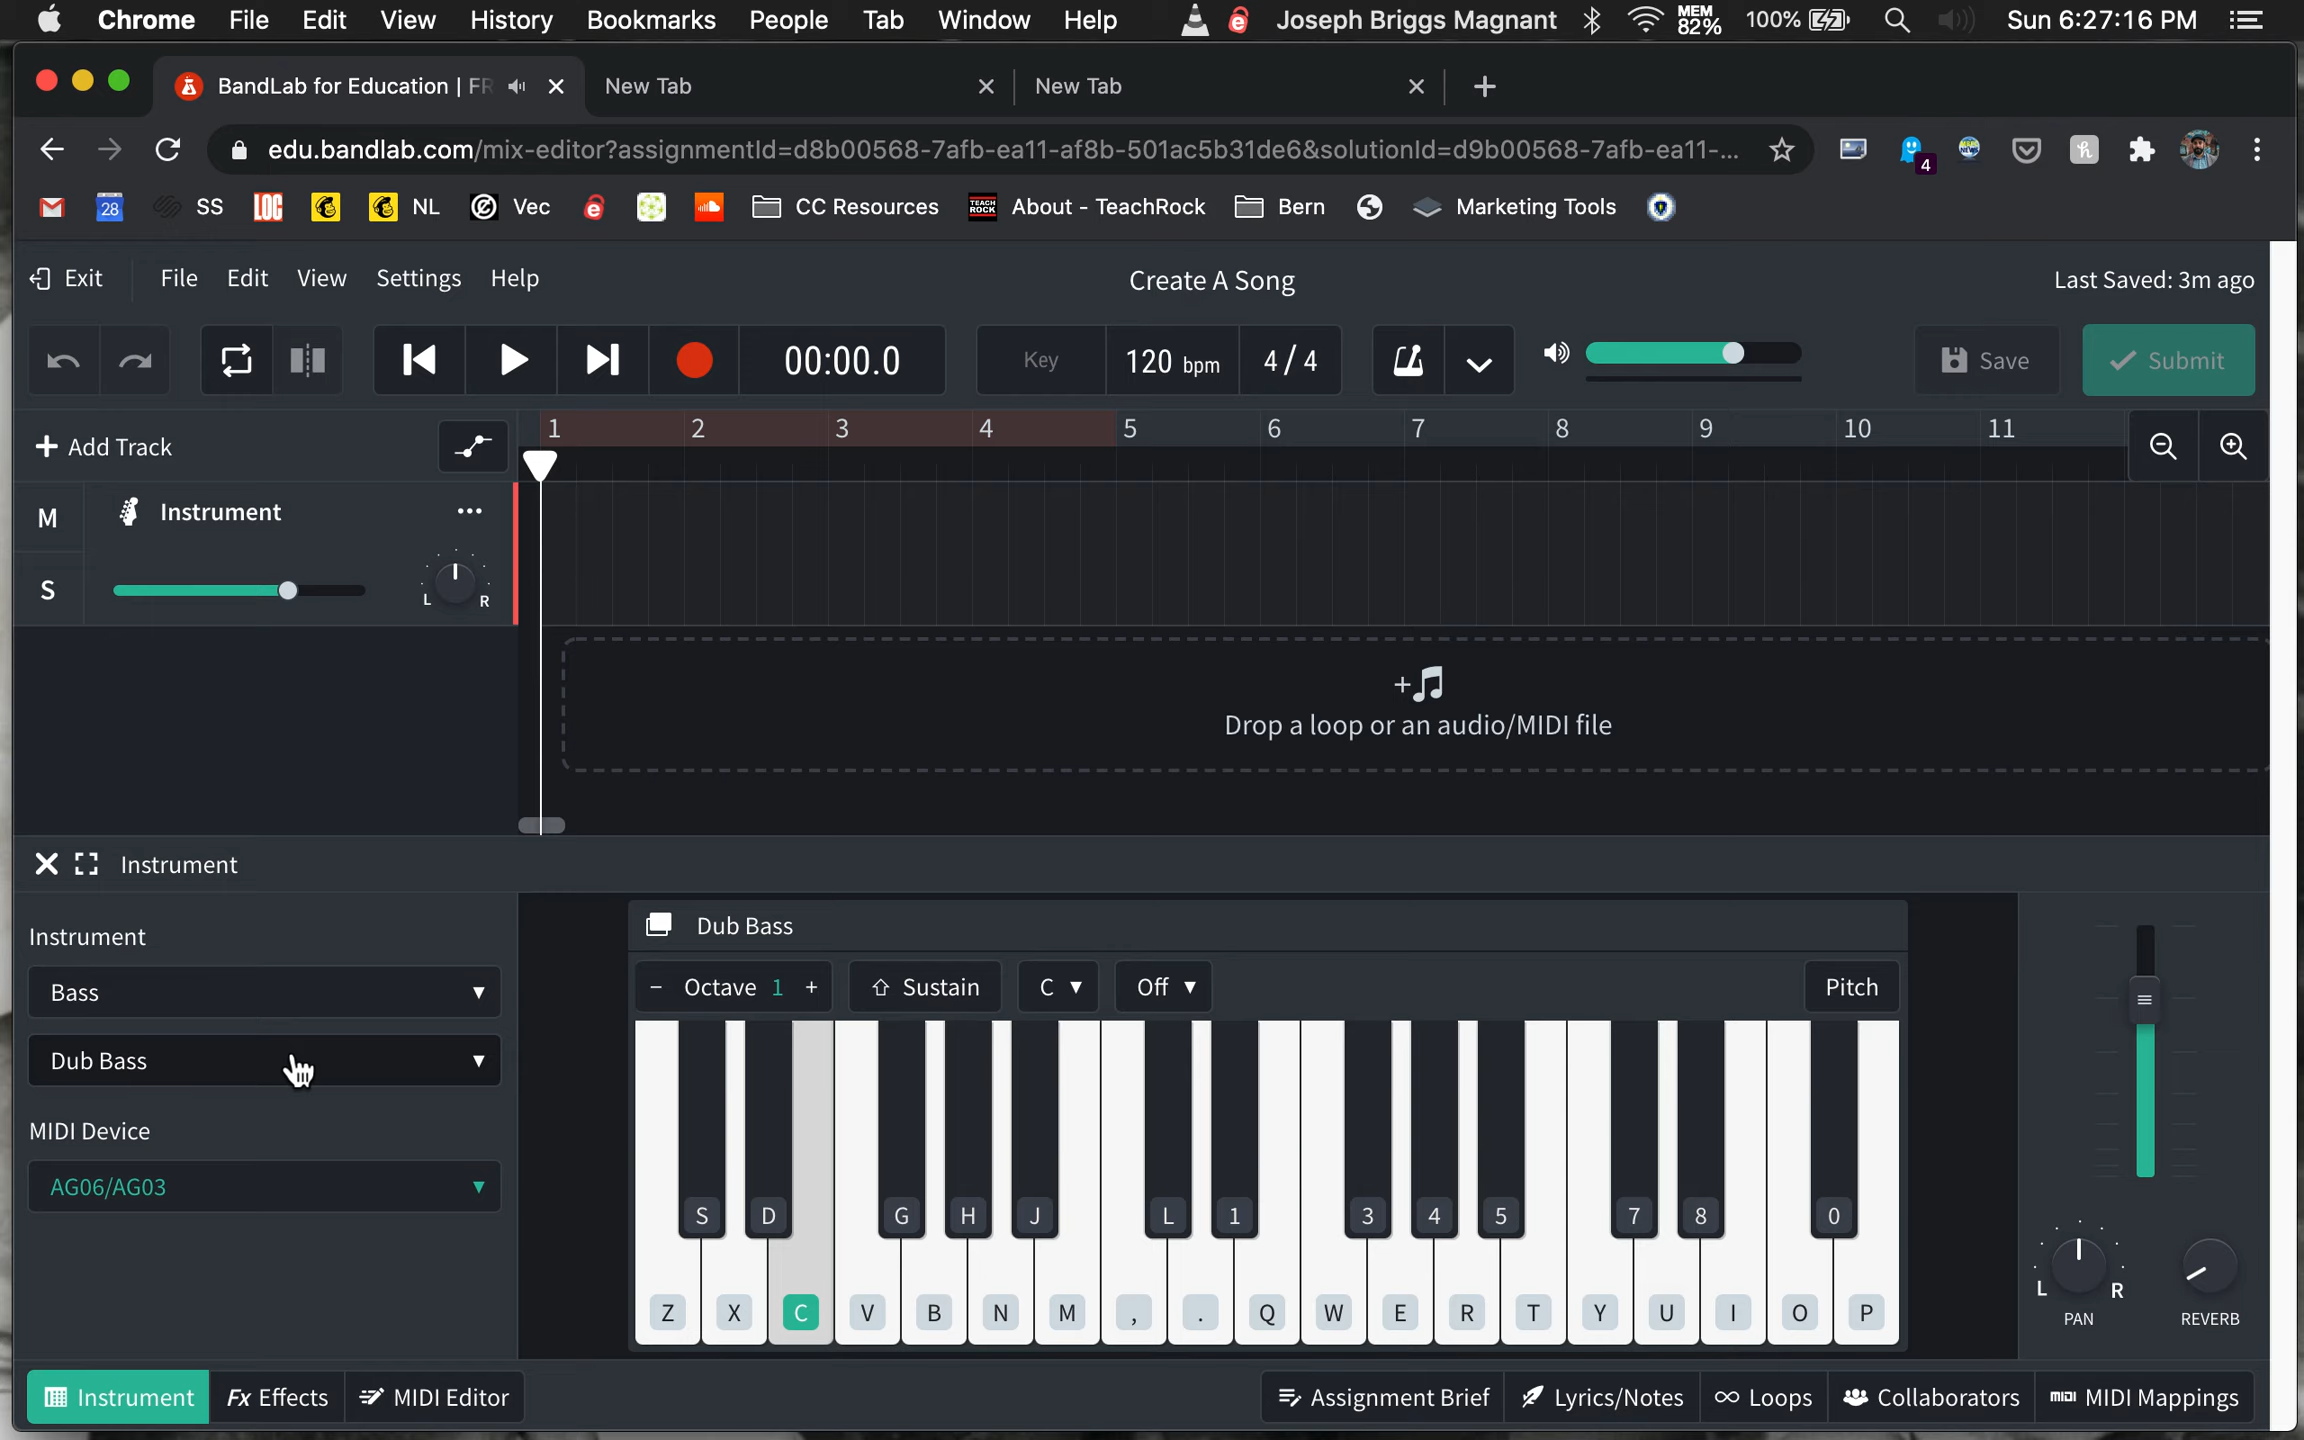 Chrome File Edit View History Bookmarks People Tab Window Help Joseph Briggs Magnant MEM 82% 100% Sun 6:27:16 PM
BandLab for Education | FR New Tab New Tab
edu.bandlab.com/mix-editor?assignmentId=d8b00568-7afb-ea11-af8b-501ac5b31de6&solutionId=d9b00568-7afb-ea11-... 4
28 SS LOC NL Vec TEACH ROCK CC Resources About - TeachRock Bern Marketing Tools
Exit File Edit View Settings Help Create A Song Last Saved: 3m ago
00:00.0 Key 120 bpm 4/4 Save Submit
+ Add Track 1 2 3 4 5 6 7 8 9 10 11
M Instrument
S L R
Drop a loop or an audio/MIDI file
Instrument
Instrument Dub Bass
Bass − Octave 1 + Sustain C Off Pitch
Dub Bass
MIDI Device
AG06/AG03
S D G H J L 1 3 4 5 7 8 0
Z X C V B N M , . Q W E R T Y U I O P
L R
PAN REVERB
Instrument Fx Effects MIDI Editor Assignment Brief Lyrics/Notes Loops Collaborators MIDI MIDI Mappings